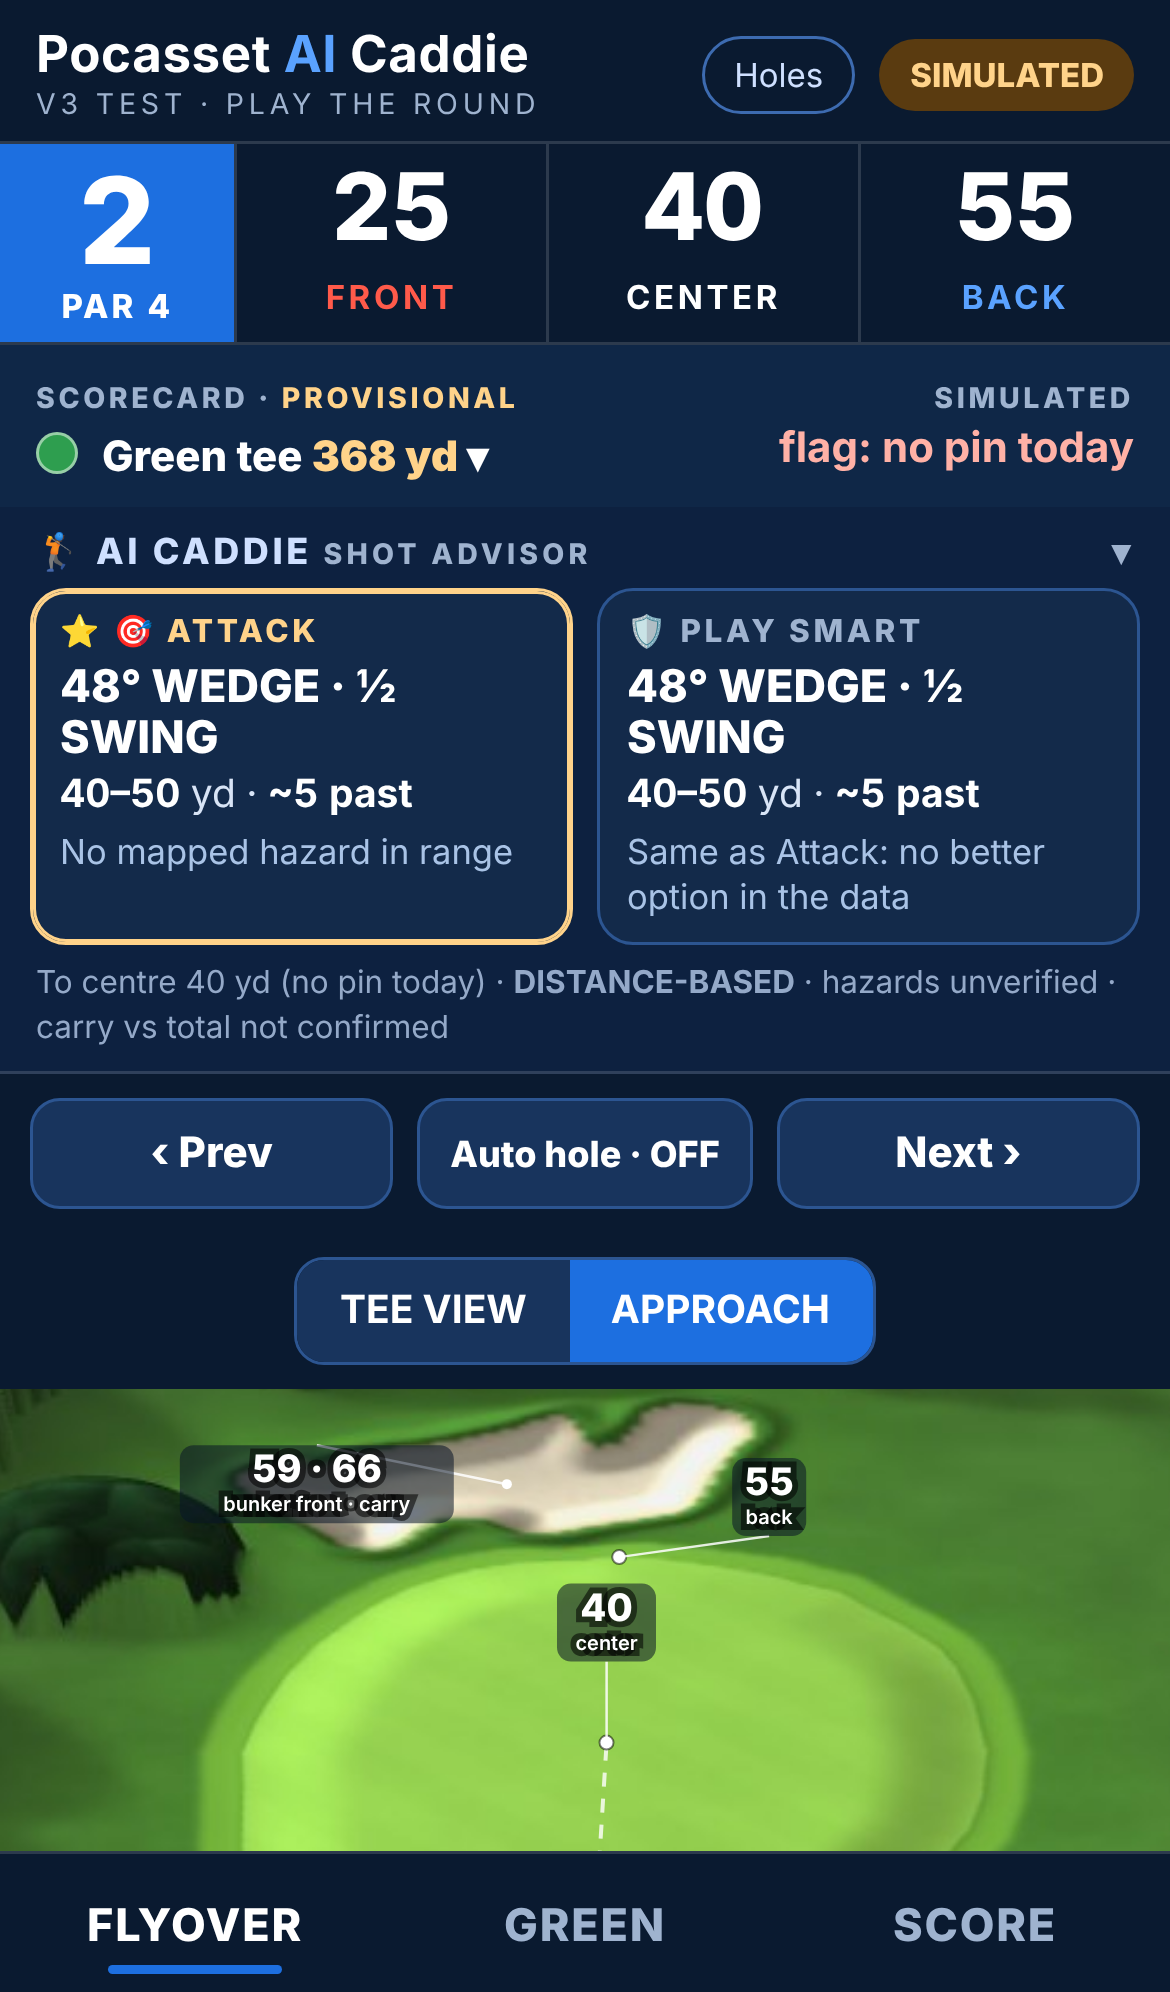 Pocasset AI Caddie
V3 TEST · PLAY THE ROUND
Holes
SIMULATED
2
PAR 4
25
FRONT
40
CENTER
55
BACK
SCORECARD · PROVISIONAL
Green tee 368 yd ▾
SIMULATED
flag: no pin today
AI CADDIE SHOT ADVISOR
▾
ATTACK
48° WEDGE · ½
SWING
40–50 yd · ~5 past
No mapped hazard in range
PLAY SMART
48° WEDGE · ½
SWING
40–50 yd · ~5 past
Same as Attack: no better
option in the data
To centre 40 yd (no pin today) · DISTANCE-BASED · hazards unverified ·
carry vs total not confirmed
‹ Prev
Auto hole · OFF
Next ›
TEE VIEW
APPROACH
59 · 66
bunker front · carry
55
back
40
center
FLYOVER
GREEN
SCORE